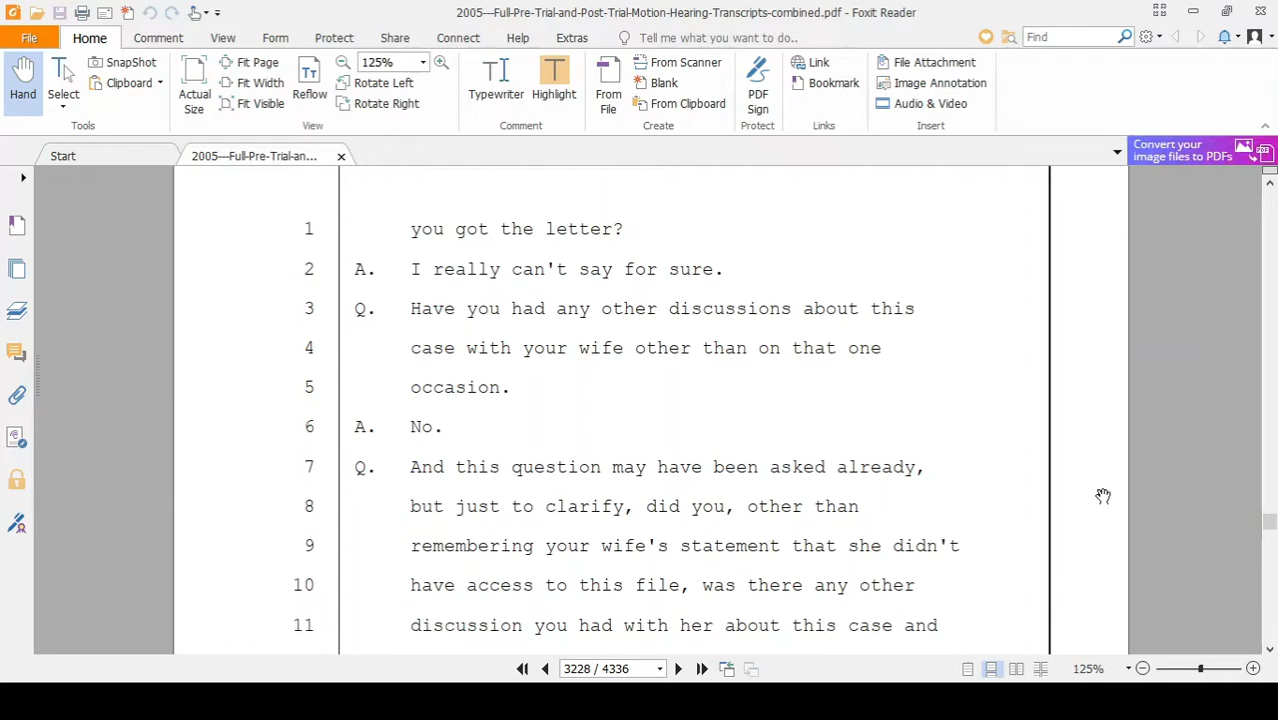 2005---Full-Pre-Trial-and-Post-Trial-Motion-Hearing-Transcripts-combined.pdf - Foxit Reader
File Home Comment View Form Protect Share Connect Help Extras Tell me what you want to do.. Find
Hand
Select
SnapShot
Clipboard
Tools
Actual Size
Fit Page
Fit Width
Fit Visible
Reflow
125%
Rotate Left
Rotate Right
View
Typewriter
Highlight
Comment
From File
From Scanner
Blank
From Clipboard
Create
PDF Sign
Protect
Link
Bookmark
Links
File Attachment
Image Annotation
Audio & Video
Insert
Start
2005---Full-Pre-Trial-an...
Convert your
image files to PDFs
PDF
1 you got the letter?
2 A. I really can't say for sure.
3 Q. Have you had any other discussions about this
4 case with your wife other than on that one
5 occasion.
6 A. No.
7 Q. And this question may have been asked already,
8 but just to clarify, did you, other than
9 remembering your wife's statement that she didn't
10 have access to this file, was there any other
11 discussion you had with her about this case and
3228 / 4336
125%